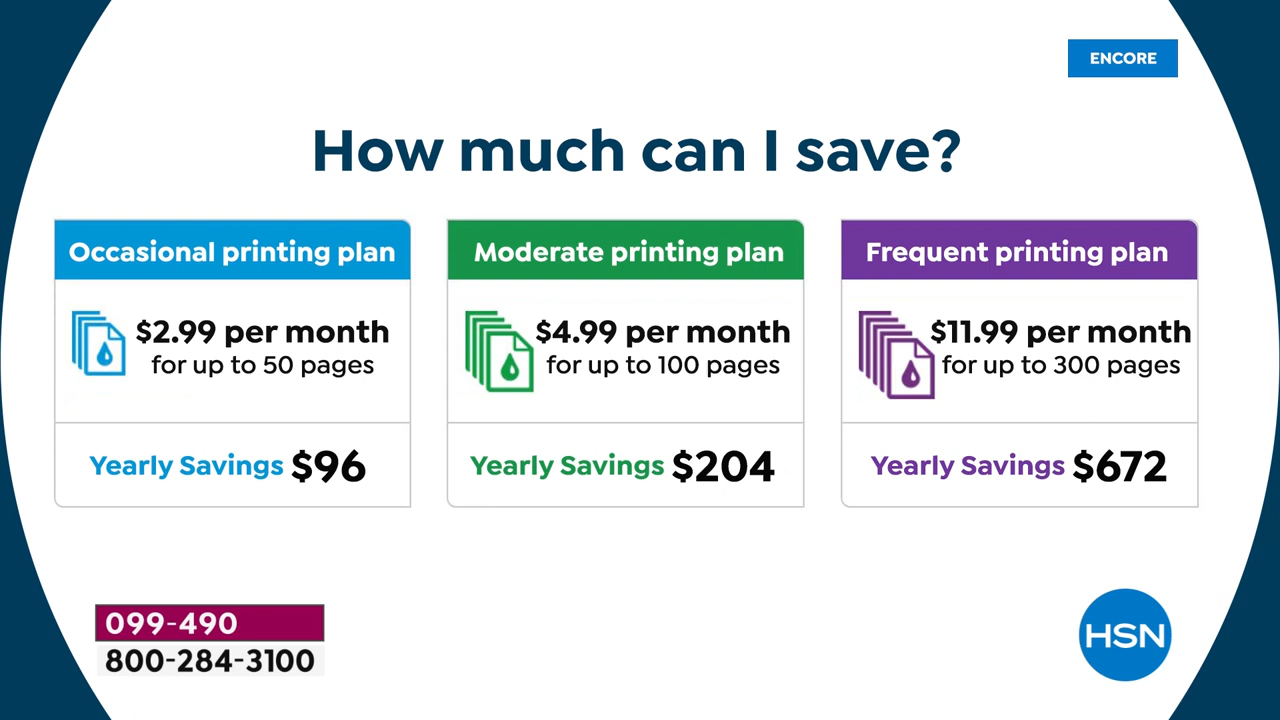 ENCORE
How much can I save?
Occasional printing plan
$2.99 per month
for up to 50 pages
Yearly Savings $96
Moderate printing plan
$4.99 per month
for up to 100 pages
Yearly Savings $204
Frequent printing plan
$11.99 per month
for up to 300 pages
Yearly Savings $672
099-490
800-284-3100
HSN